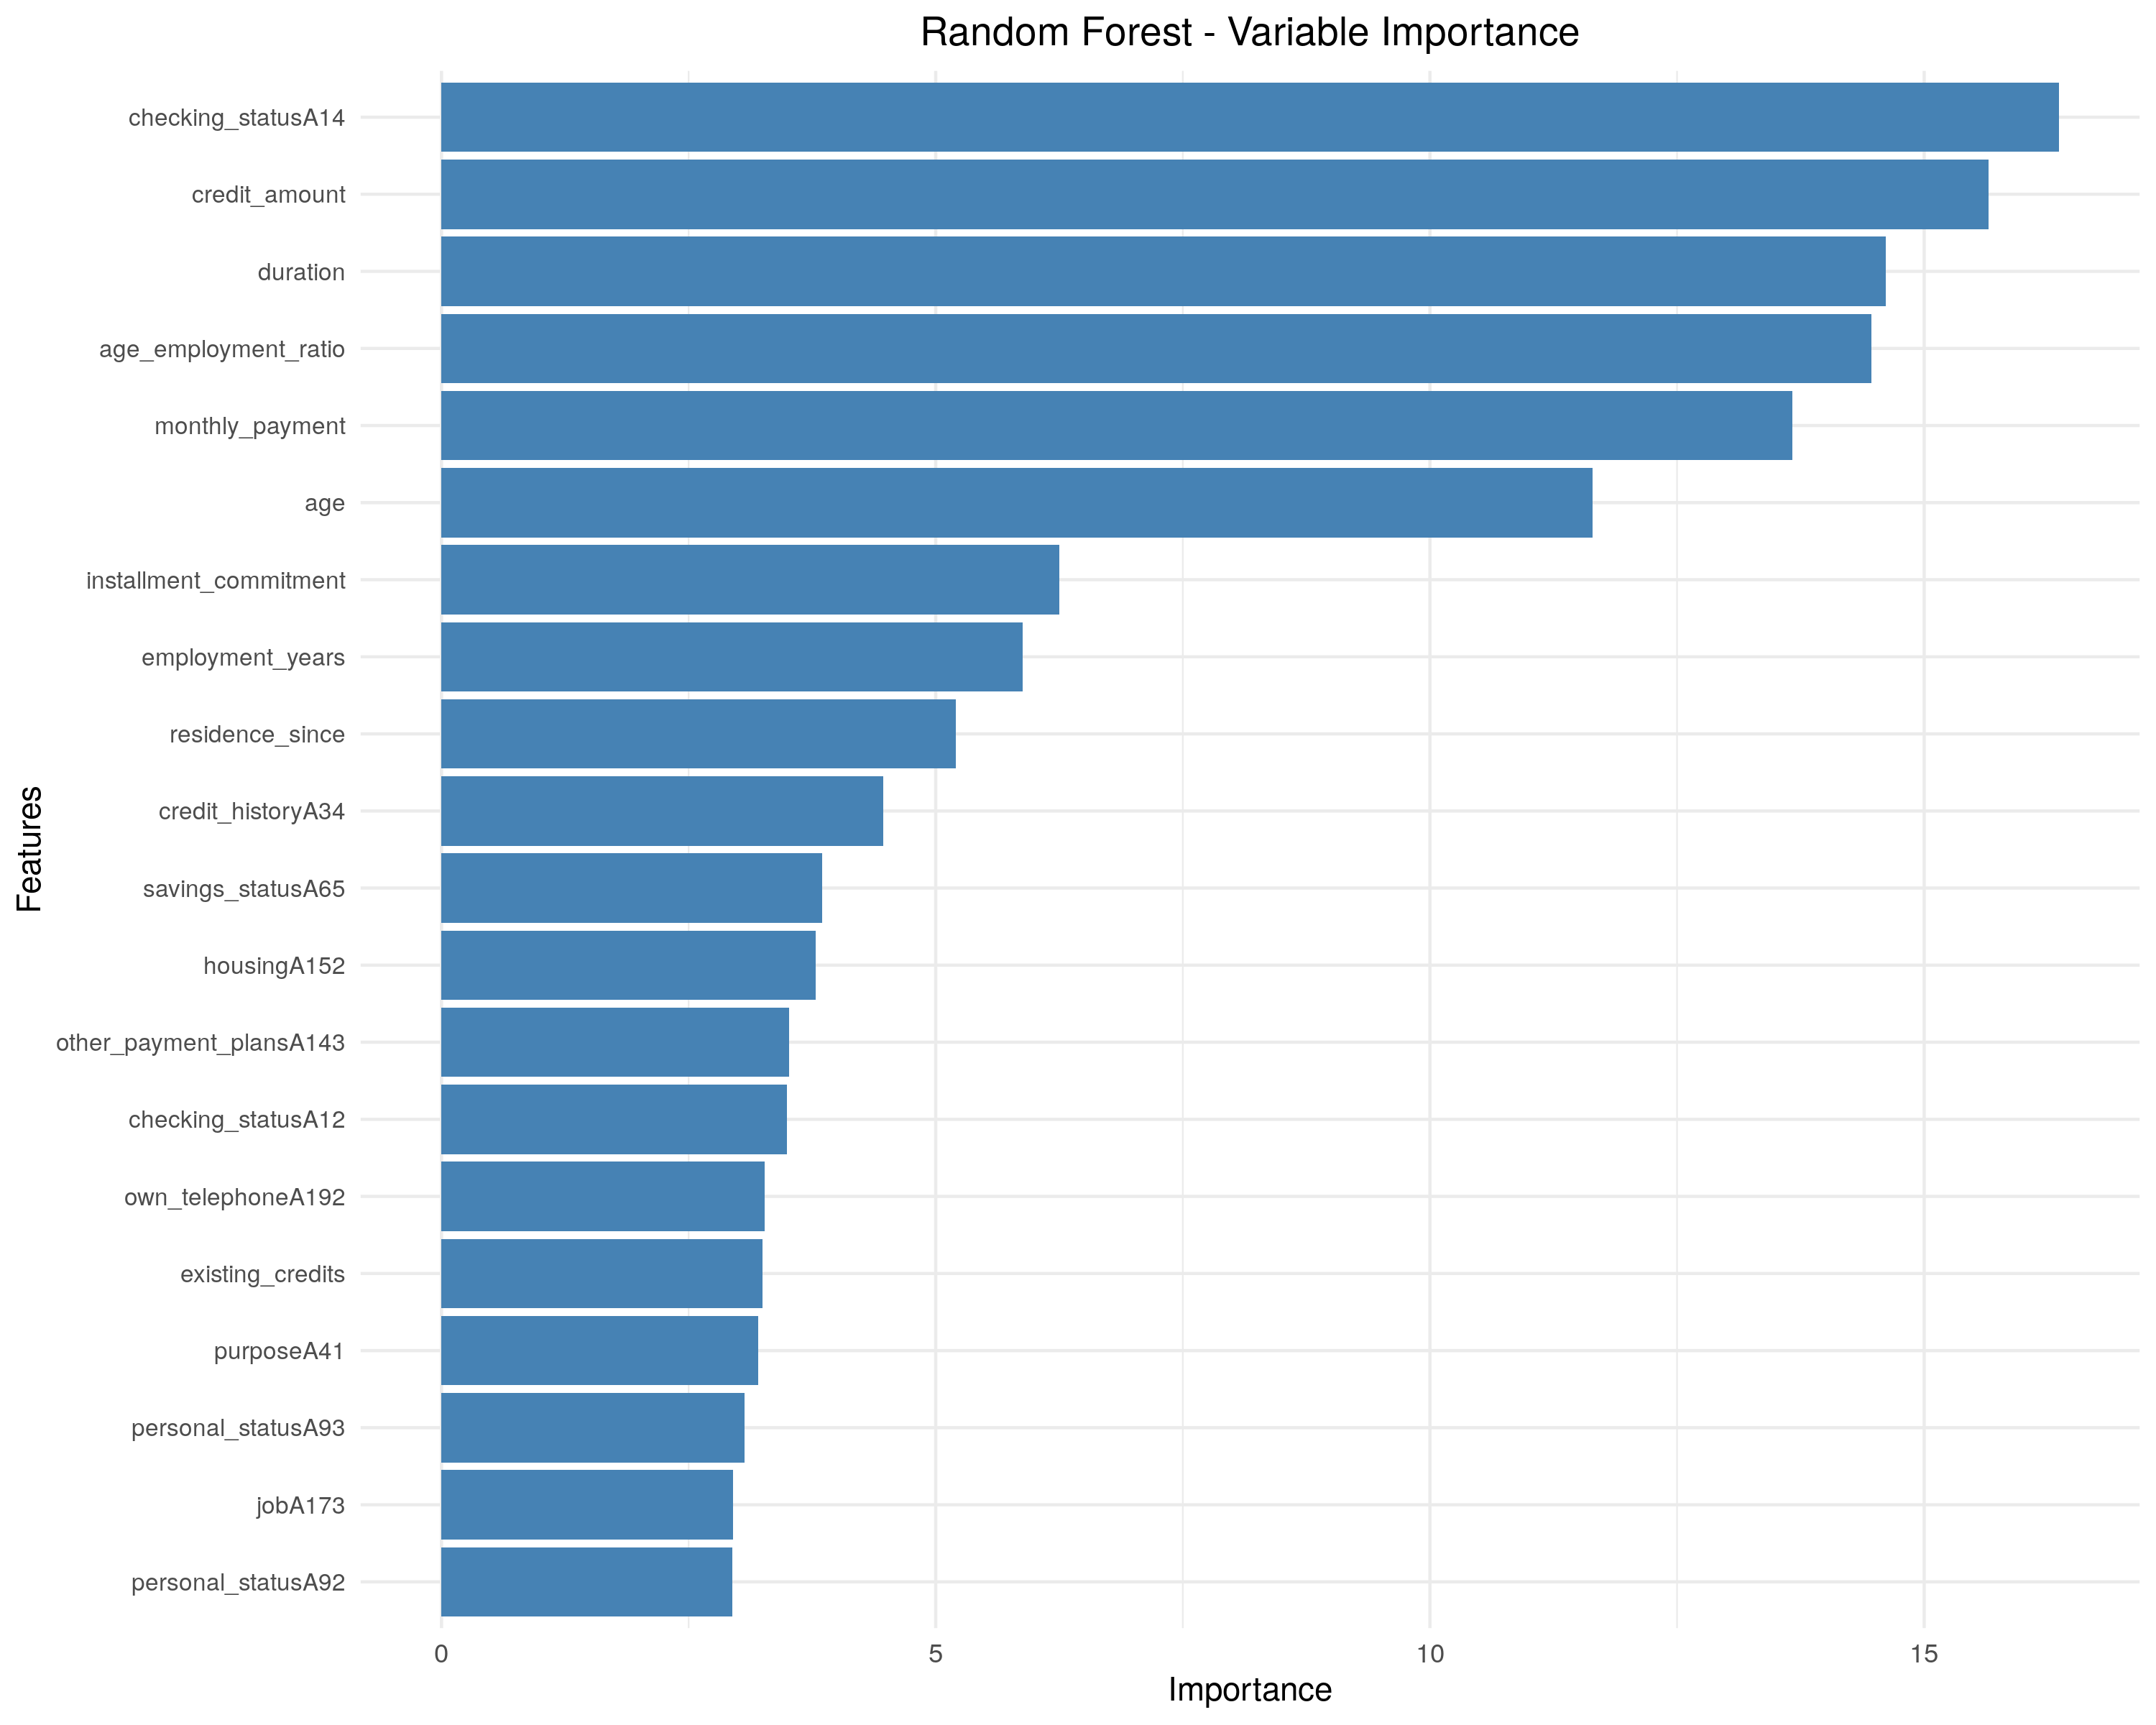 Random Forest - Variable Importance
checking_statusA14
credit_amount
duration
age_employment_ratio
monthly_payment
age
installment_commitment
employment_years
residence_since
credit_historyA34
savings_statusA65
housingA152
other_payment_plansA143
checking_statusA12
own_telephoneA192
existing_credits
purposeA41
personal_statusA93
jobA173
personal_statusA92
Features
0 5 10 15
Importance